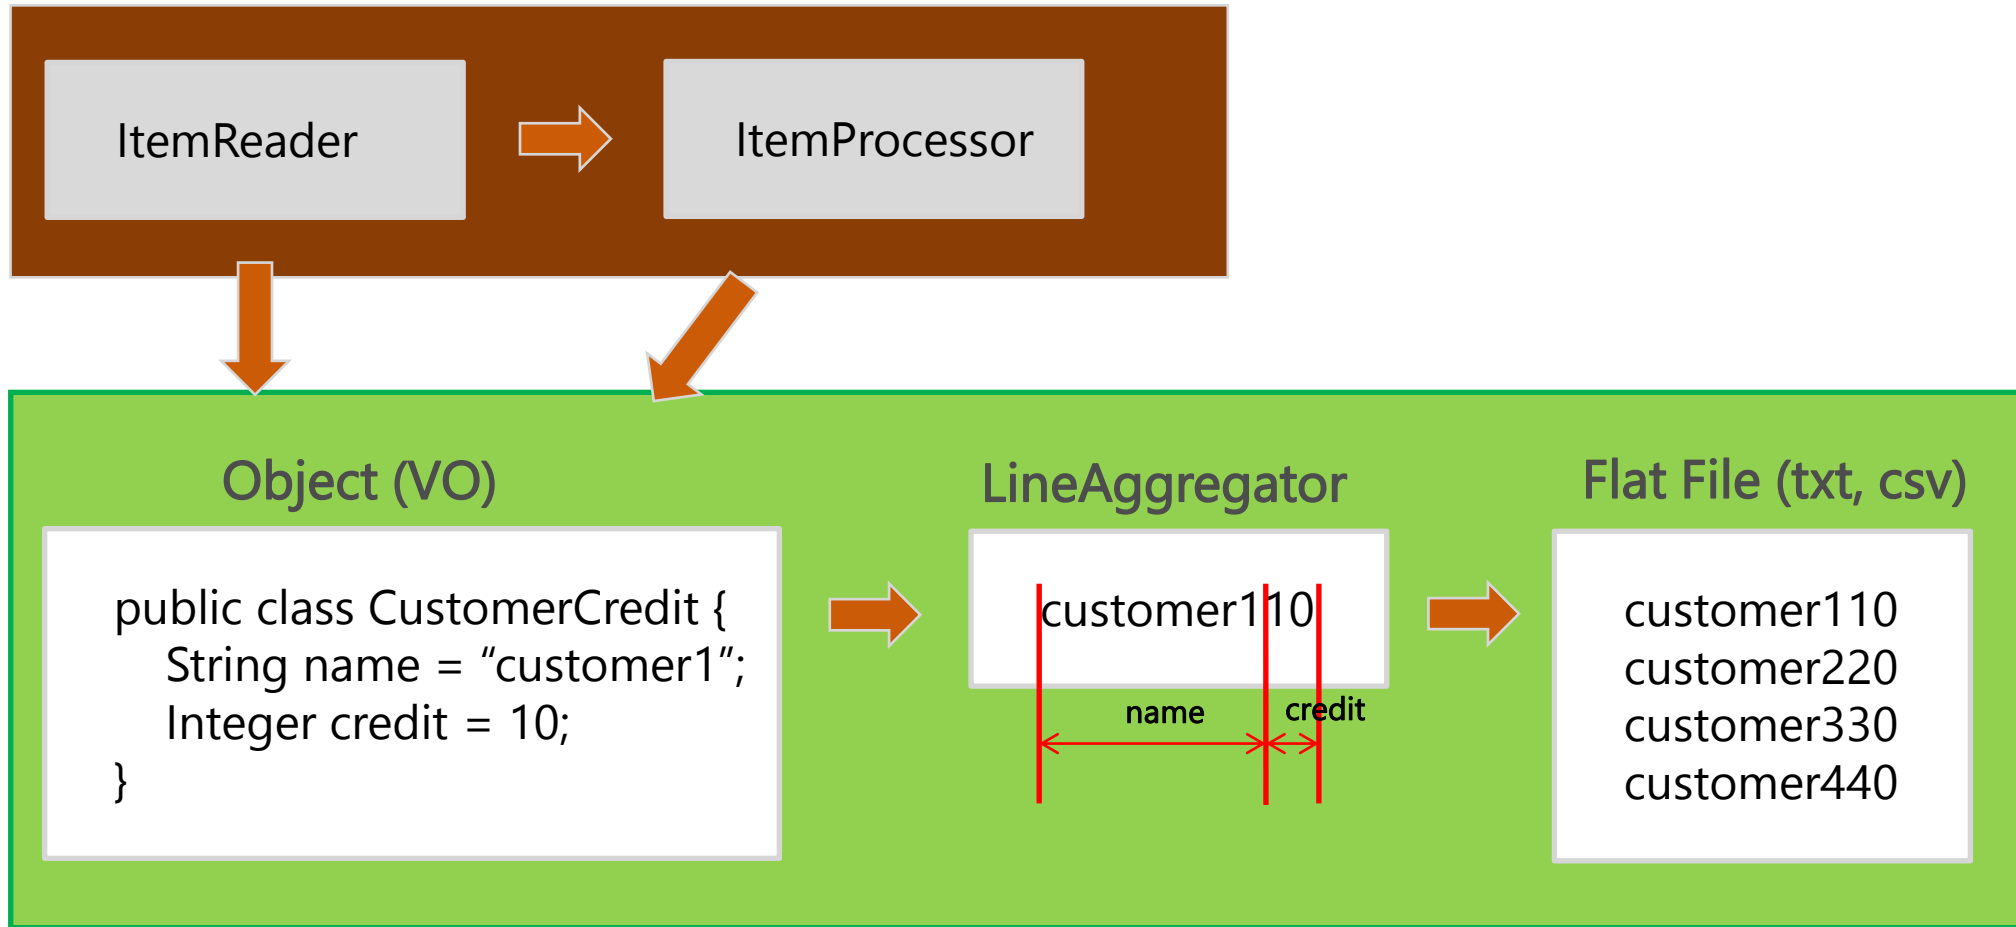 ItemReader
ItemProcessor
Object (VO)
public class CustomerCredit {
String name = “customer1”;
Integer credit = 10;
}
LineAggregator
customer110
name
credit
Flat File (txt, csv)
customer110
customer220
customer330
customer440